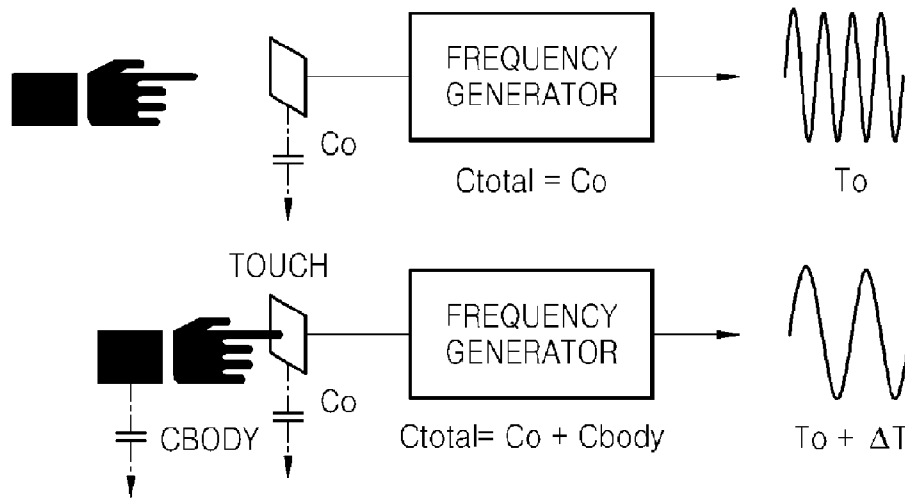 FREQUENCY
GENERATOR
Co
Ctotal = Co
To
TOUCH
FREQUENCY
GENERATOR
Co
CBODY
Ctotal= Co + Cbody
To + ΔT